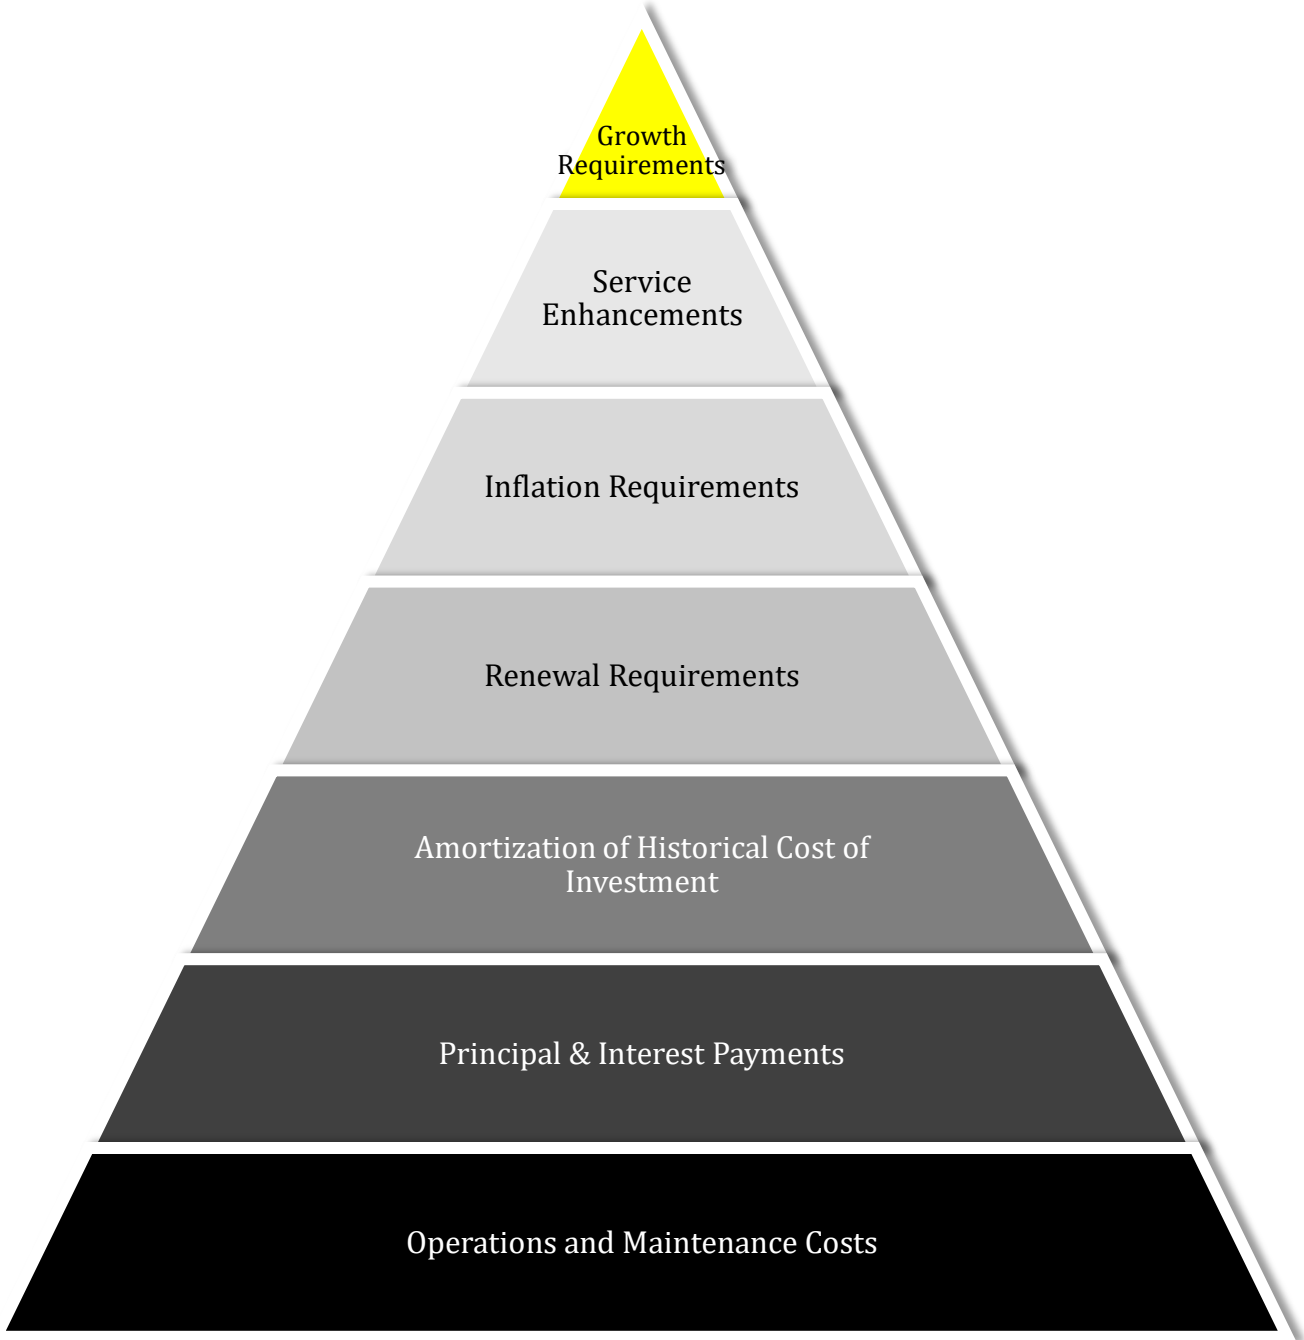 Growth
Requirements
Service
Enhancements
Inflation Requirements
Renewal Requirements
Amortization of Historical Cost of
Investment
Principal & Interest Payments
Operations and Maintenance Costs